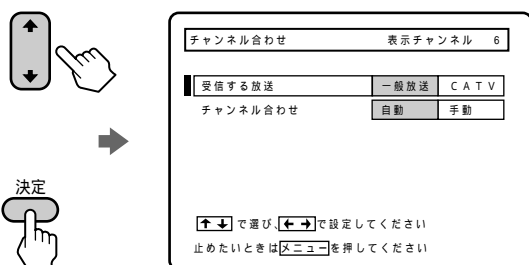 チャンネル合わせ 表示チャンネル 6
受信する放送 一般放送 CATV
チャンネル合わせ 自動 手動
決定
↑↓で選び、←→で設定してください
止めたいときはメニューを押してください